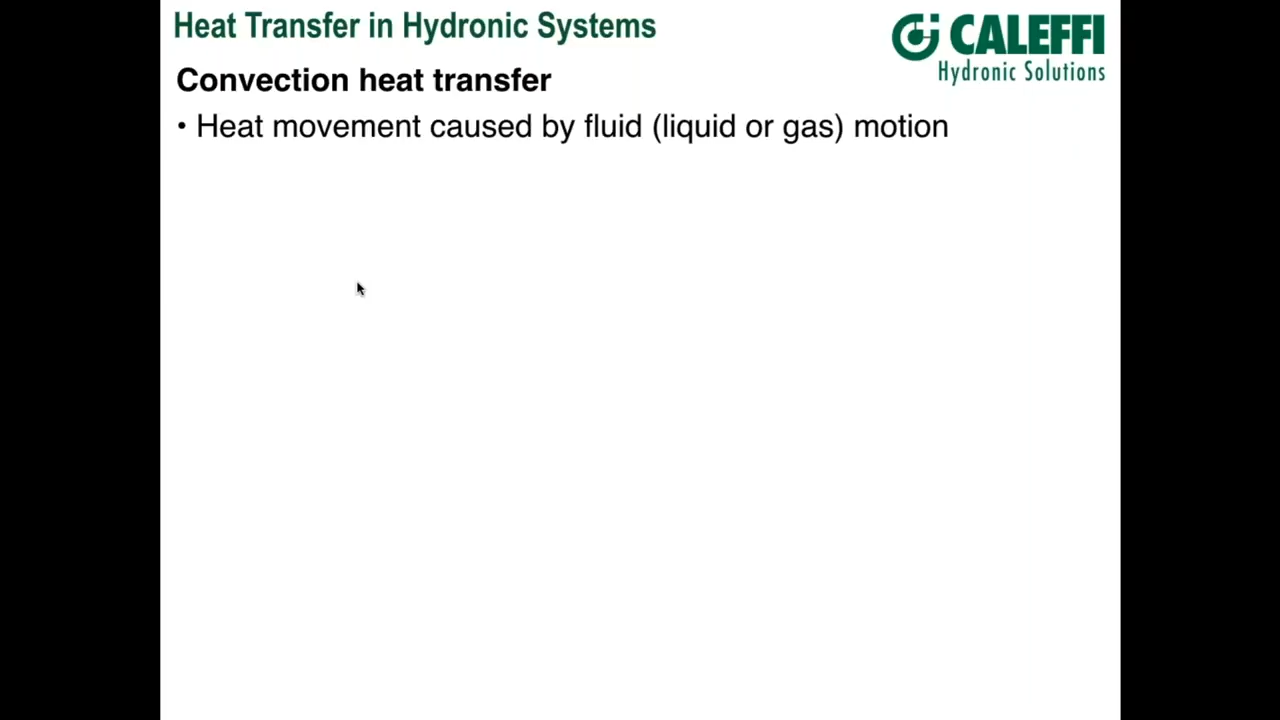 Heat Transfer in Hydronic Systems
CALEFFI
Hydronic Solutions
Convection heat transfer
• Heat movement caused by fluid (liquid or gas) motion